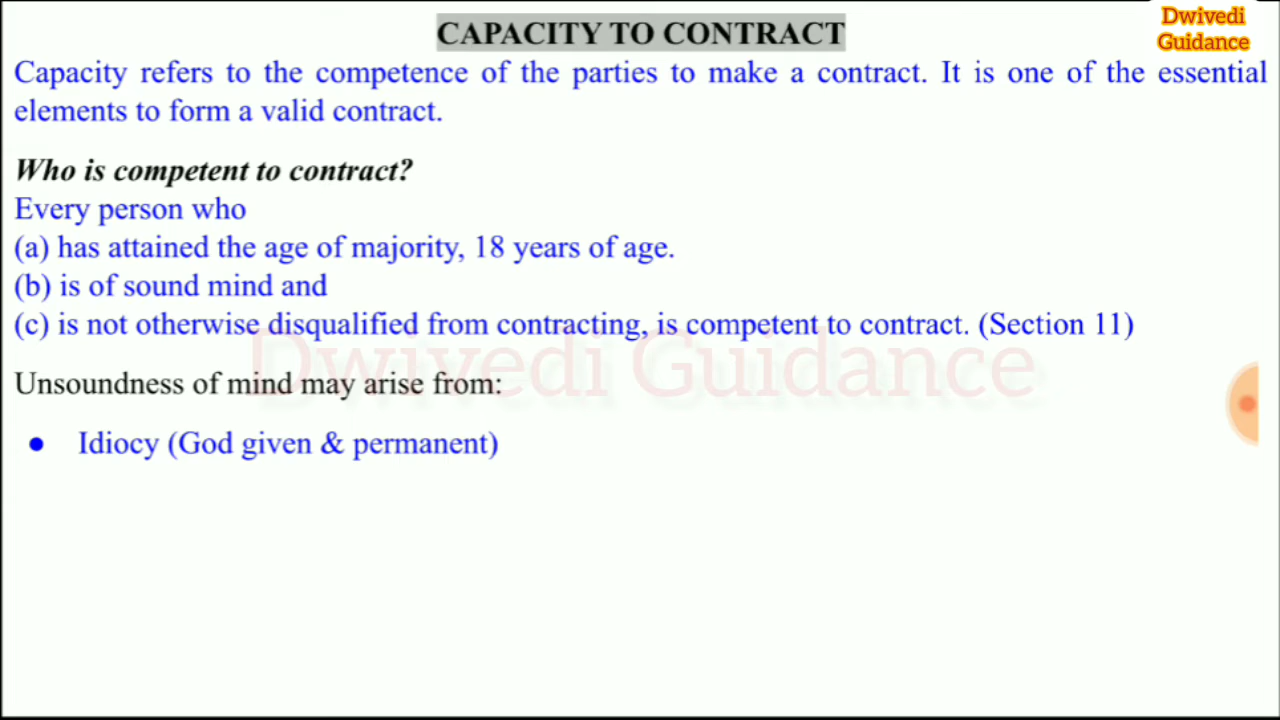 CAPACITY TO CONTRACT
Dwivedi
Guidance
Capacity refers to the competence of the parties to make a contract. It is one of the essential
elements to form a valid contract.
Who is competent to contract?
Every person who
(a) has attained the age of majority, 18 years of age.
(b) is of sound mind and
(c) is not otherwise disqualified from contracting, is competent to contract. (Section 11)
Dwivedi Guidance
Unsoundness of mind may arise from:
● Idiocy (God given & permanent)